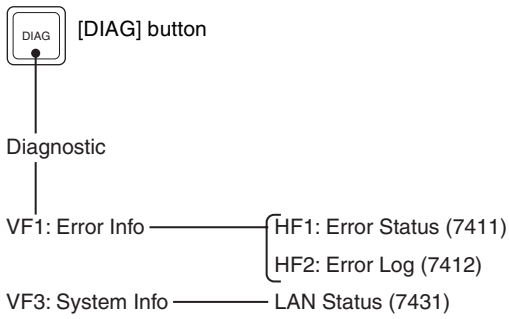 DIAG
[DIAG] button
Diagnostic
VF1: Error Info
HF1: Error Status (7411)
HF2: Error Log (7412)
VF3: System Info
LAN Status (7431)